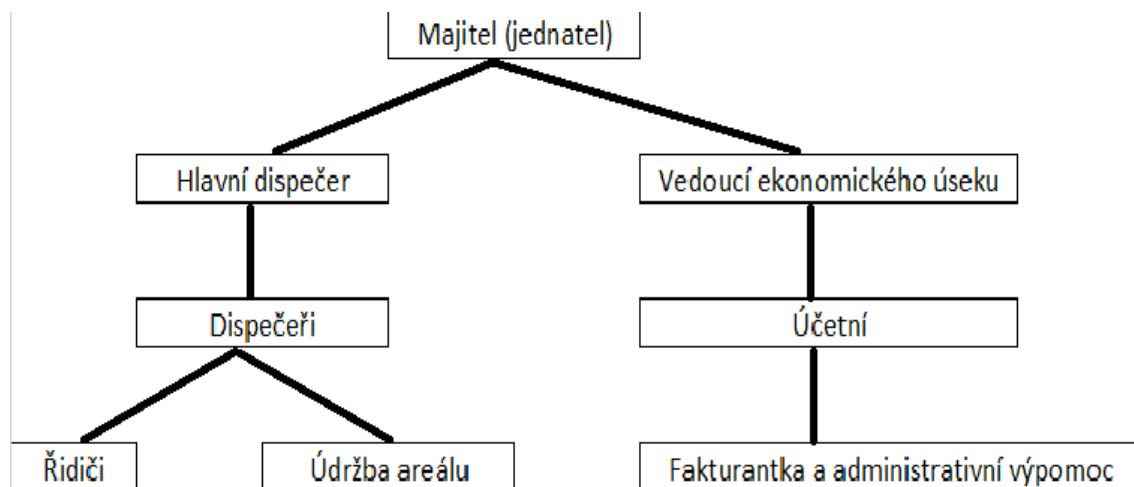 Majitel (jednatel)
Hlavní dispečer
Vedoucí ekonomického úseku
Dispečeři
Účetní
Řidiči
Údržba areálu
Fakturantka a administrativní výpomoc